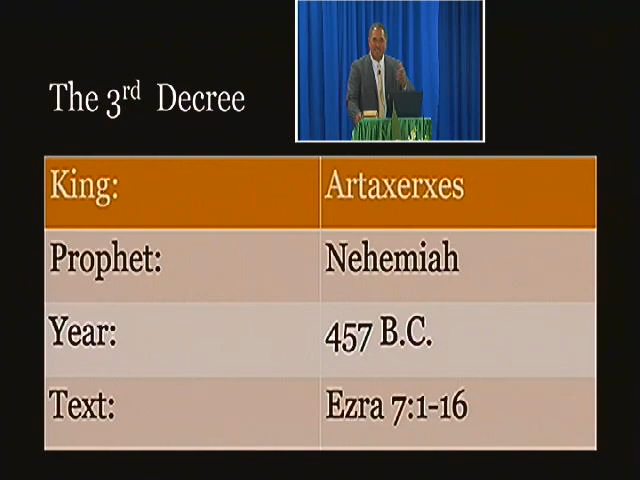 The 3rd Decree
King: Artaxerxes
Prophet: Nehemiah
Year: 457 B.C.
Text: Ezra 7:1-16